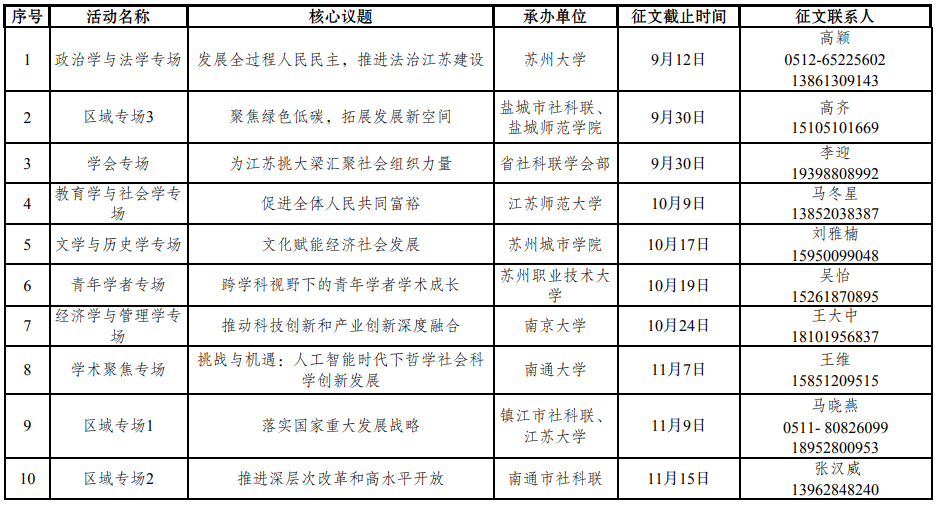 序号 活动名称 核心议题 承办单位 征文截止时间 征文联系人
1 政治学与法学专场 发展全过程人民民主，推进法治江苏建设 苏州大学 9月12日 高颖
0512-65225602
13861309143
2 区域专场3 聚焦绿色低碳，拓展发展新空间 盐城市社科联、
盐城师范学院 9月30日 高齐
15105101669
3 学会专场 为江苏挑大梁汇聚社会组织力量 省社科联学会部 9月30日 李迎
19398808992
4 教育学与社会学专
场 促进全体人民共同富裕 江苏师范大学 10月9日 马冬星
13852038387
5 文学与历史学专场 文化赋能经济社会发展 苏州城市学院 10月17日 刘雅楠
15950099048
6 青年学者专场 跨学科视野下的青年学者学术成长 苏州职业技术大
学 10月19日 吴怡
15261870895
7 经济学与管理学专
场 推动科技创新和产业创新深度融合 南京大学 10月24日 王大中
18101956837
8 学术聚焦专场 挑战与机遇：人工智能时代下哲学社会科
学创新发展 南通大学 11月7日 王维
15851209515
9 区域专场1 落实国家重大发展战略 镇江市社科联、
江苏大学 11月9日 马晓燕
0511- 80826099
18952800953
10 区域专场2 推进深层次改革和高水平开放 南通市社科联 11月15日 张汉威
13962848240